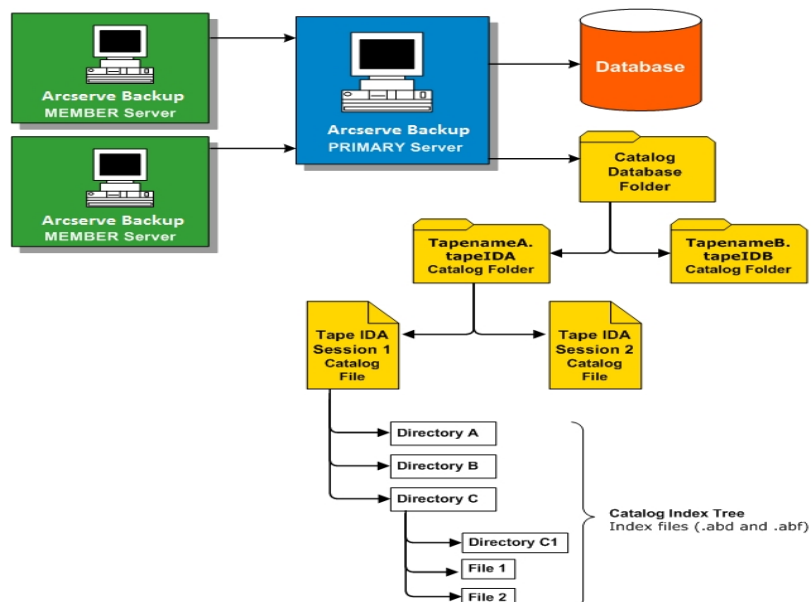 Arcserve Backup
MEMBER Server
Arcserve Backup
PRIMARY Server
Database
Arcserve Backup
MEMBER Server
Catalog
Database
Folder
TapenameA.
tapeIDA
Catalog Folder
TapenameB.
tapeIDB
Catalog Folder
Tape IDA
Session 1
Catalog
File
Tape IDA
Session 2
Catalog
File
Directory A
Directory B
Directory C
Directory C1
File 1
File 2
Catalog Index Tree
Index files (.abd and .abf)